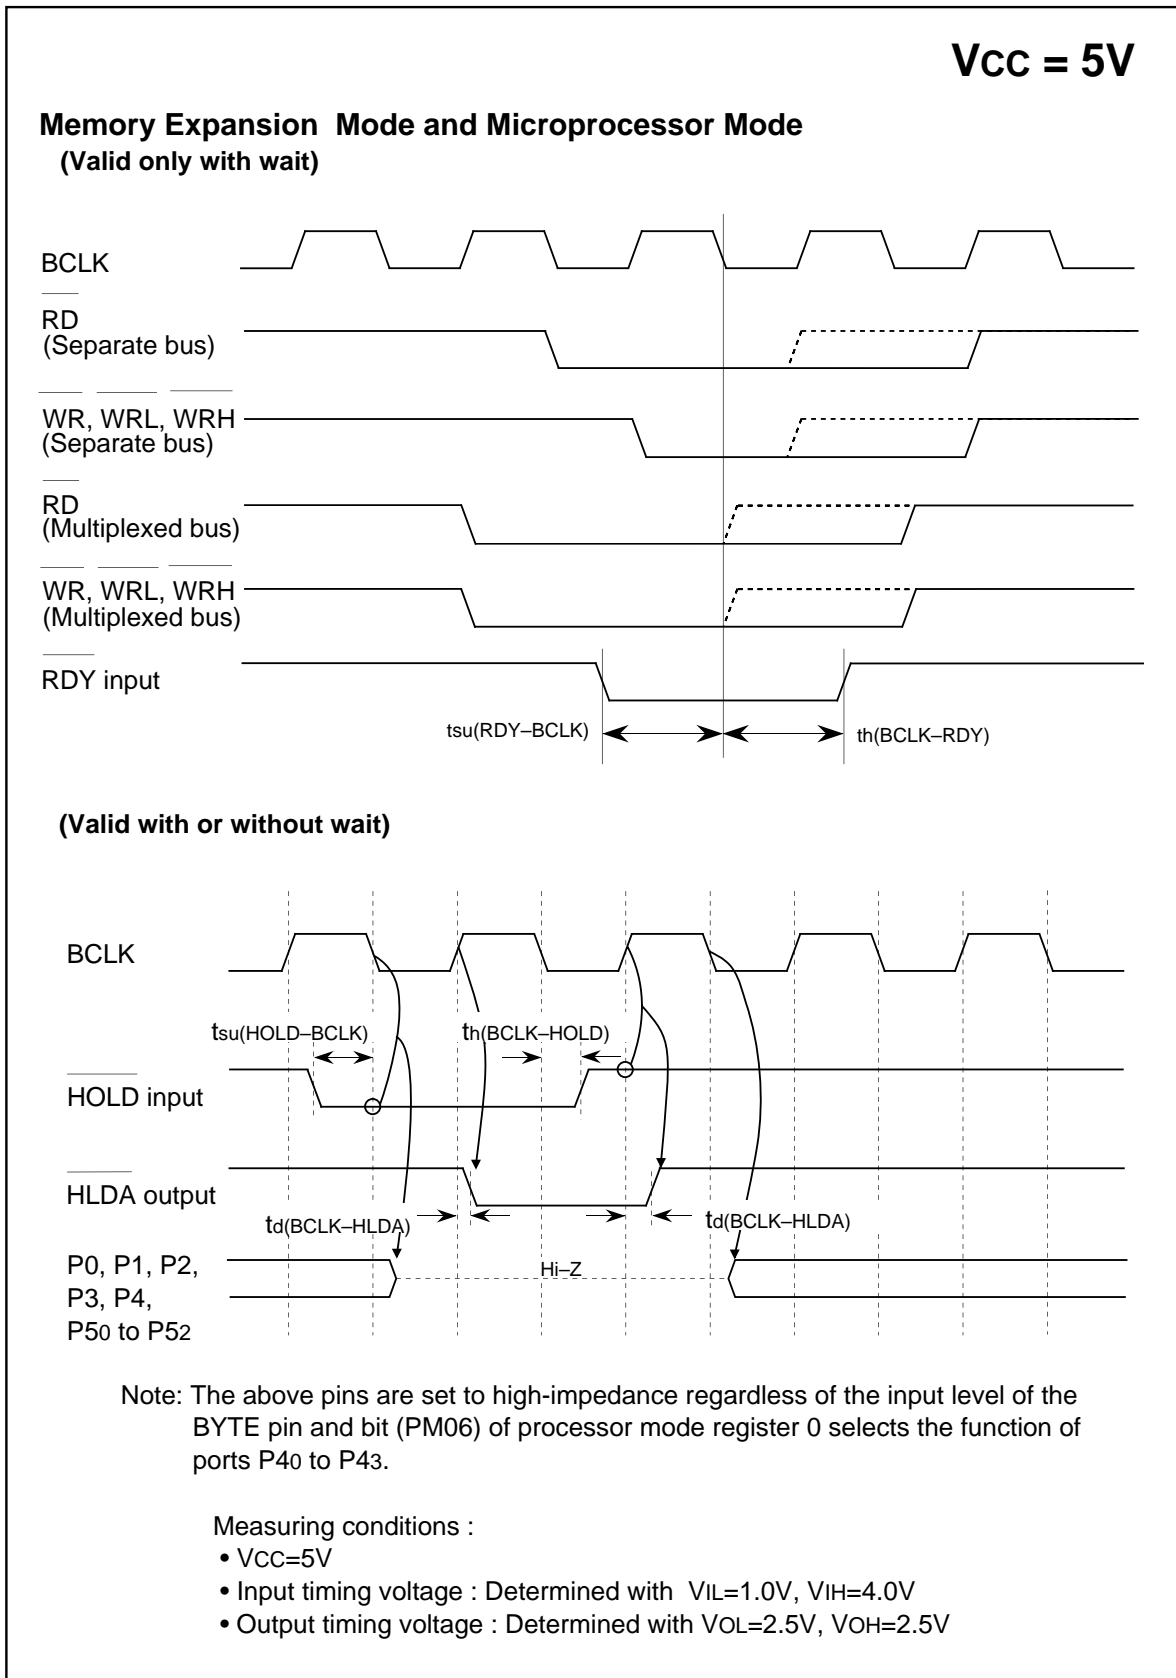 VCC = 5V
Memory Expansion Mode and Microprocessor Mode
(Valid only with wait)
BCLK
RD
(Separate bus)
WR, WRL, WRH
(Separate bus)
RD
(Multiplexed bus)
WR, WRL, WRH
(Multiplexed bus)
RDY input
tsu(RDY–BCLK)
th(BCLK–RDY)
(Valid with or without wait)
BCLK
tsu(HOLD–BCLK)
th(BCLK–HOLD)
HOLD input
HLDA output
td(BCLK–HLDA)
td(BCLK–HLDA)
P0, P1, P2,
P3, P4,
P50 to P52
Hi–Z
Note: The above pins are set to high-impedance regardless of the input level of the
BYTE pin and bit (PM06) of processor mode register 0 selects the function of
ports P40 to P43.
Measuring conditions :
• VCC=5V
• Input timing voltage : Determined with VIL=1.0V, VIH=4.0V
• Output timing voltage : Determined with VOL=2.5V, VOH=2.5V